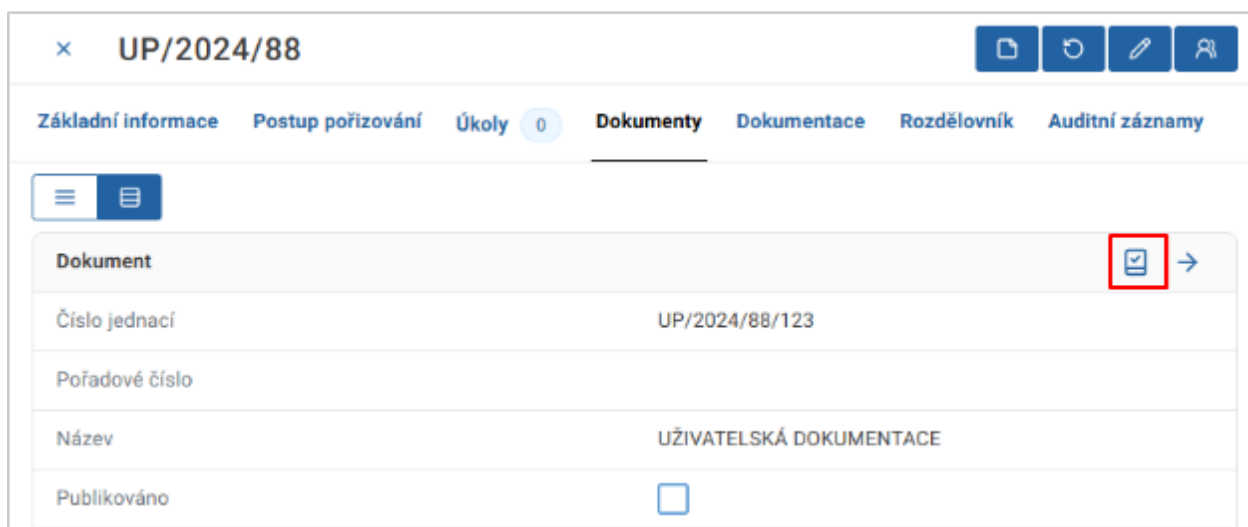 UP/2024/88
Základní informace Postup pořizování Úkoly 0 Dokumenty Dokumentace Rozdělovník Auditní záznamy
Dokument
Číslo jednací UP/2024/88/123
Pořadové číslo
Název UŽIVATELSKÁ DOKUMENTACE
Publikováno